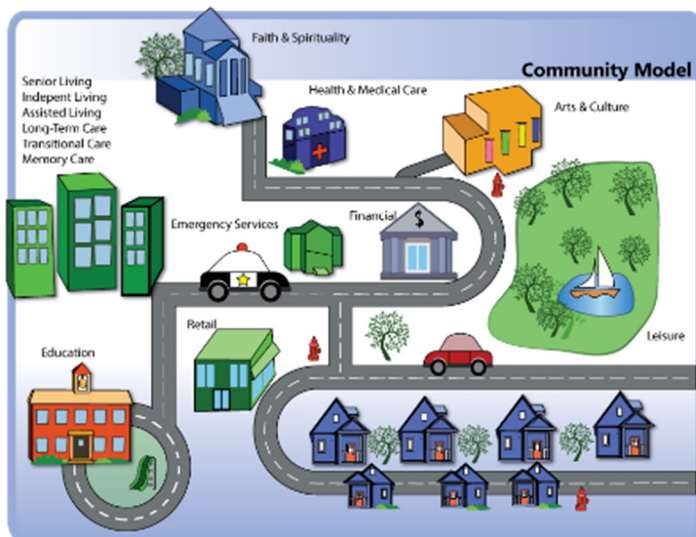 Faith & Spirituality
Community Model
Senior Living
Indepent Living
Assisted Living
Long-Term Care
Transitional Care
Memory Care
Health & Medical Care
Arts & Culture
Emergency Services
Financial
$
Retail
Education
Leisure